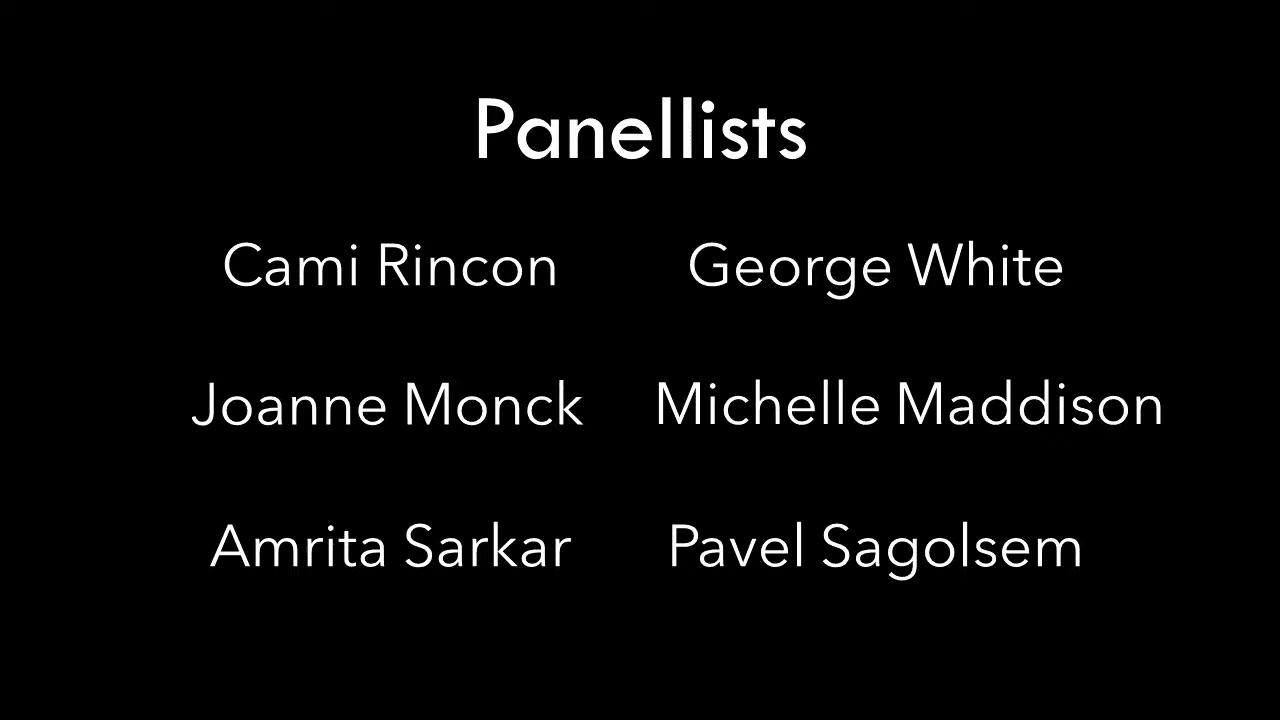 Panellists
Cami Rincon George White
Joanne Monck Michelle Maddison
Amrita Sarkar Pavel Sagolsem